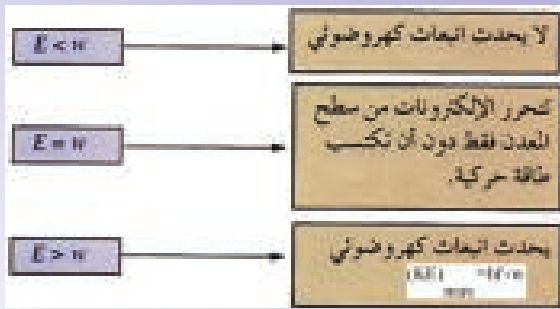 E < w
لا يحدث انبعاث كهروضوئي
E = w
تتحرر الإلكترونات من سطح
المعدن فقط دون أن تكتسب
طاقة حركية.
E > w
يحدث انبعاث كهروضوئي